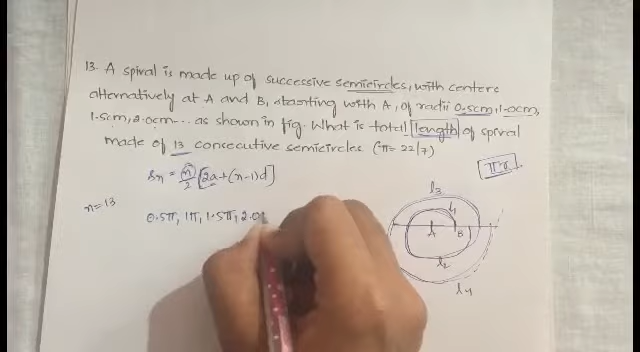 13. A spiral is made up of successive semicircles, with centers
alternatively at A and B, starting with A, of radii 0.5cm, 1.0cm,
1.5cm, 2.0cm... as shown in fig. What is total length of spiral
made of 13 consecutive semicircles (π = 22/7)
πr
Sn = n/2 [2a+(n-1)d]
n=13
0.5π, 1π, 1.5π, 2.0
l3
l1
A B
l2
l4